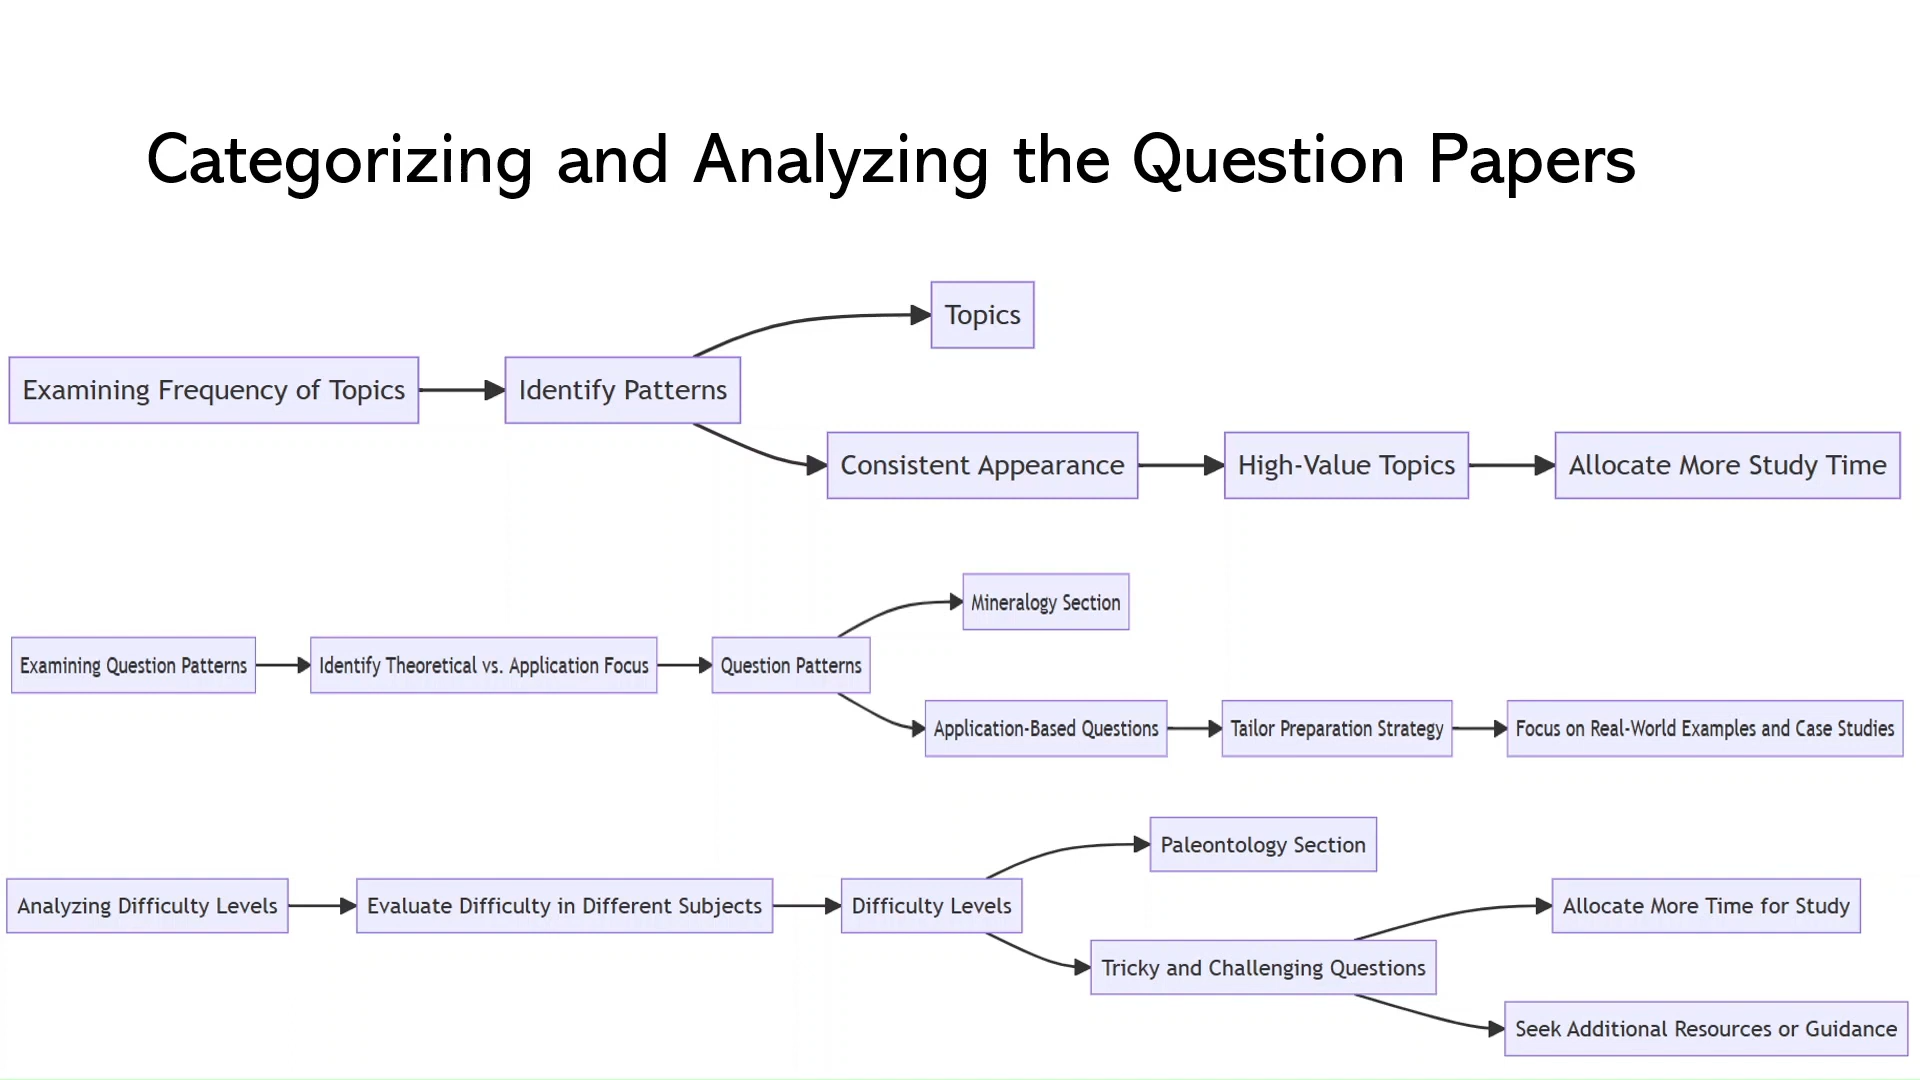 Categorizing and Analyzing the Question Papers
Topics
Examining Frequency of Topics
Identify Patterns
Consistent Appearance
High-Value Topics
Allocate More Study Time
Mineralogy Section
Examining Question Patterns
Identify Theoretical vs. Application Focus
Question Patterns
Application-Based Questions
Tailor Preparation Strategy
Focus on Real-World Examples and Case Studies
Paleontology Section
Analyzing Difficulty Levels
Evaluate Difficulty in Different Subjects
Difficulty Levels
Allocate More Time for Study
Tricky and Challenging Questions
Seek Additional Resources or Guidance